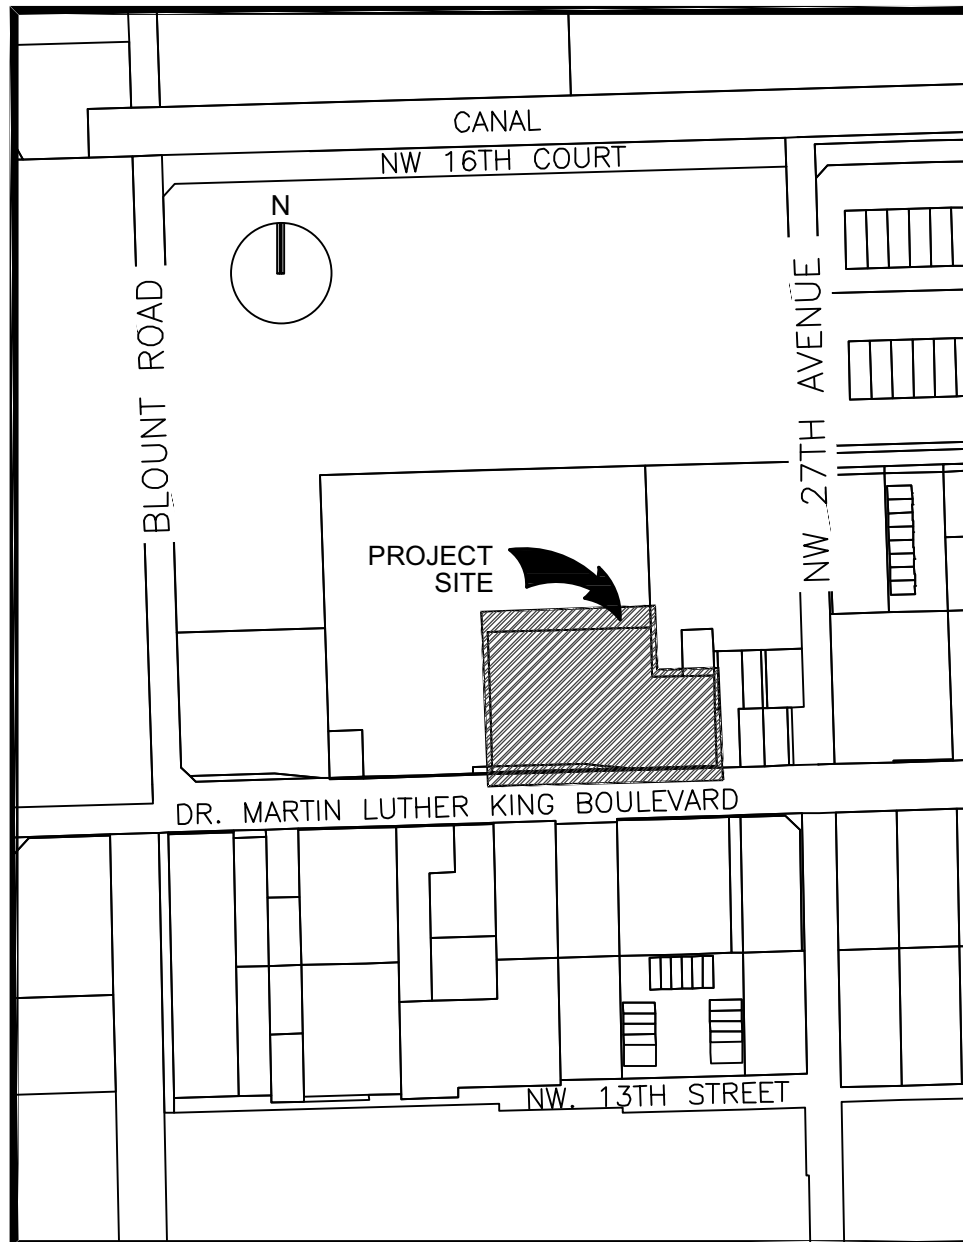 CANAL
NW 16TH COURT
N
BLOUNT ROAD
NW 27TH AVENUE
PROJECT
SITE
DR. MARTIN LUTHER KING BOULEVARD
NW. 13TH STREET